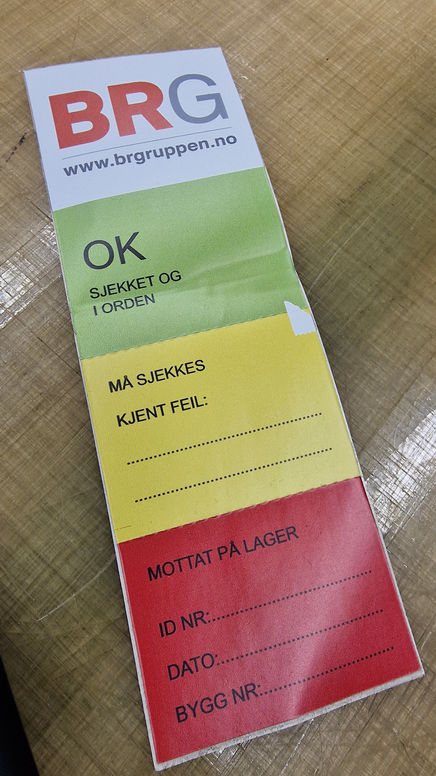 BRG
www.brgruppen.no
OK
SJEKKET OG
I ORDEN
MÅ SJEKKES
KJENT FEIL:
MOTTAT PÅ LAGER
ID NR:
DATO:
BYGG NR: